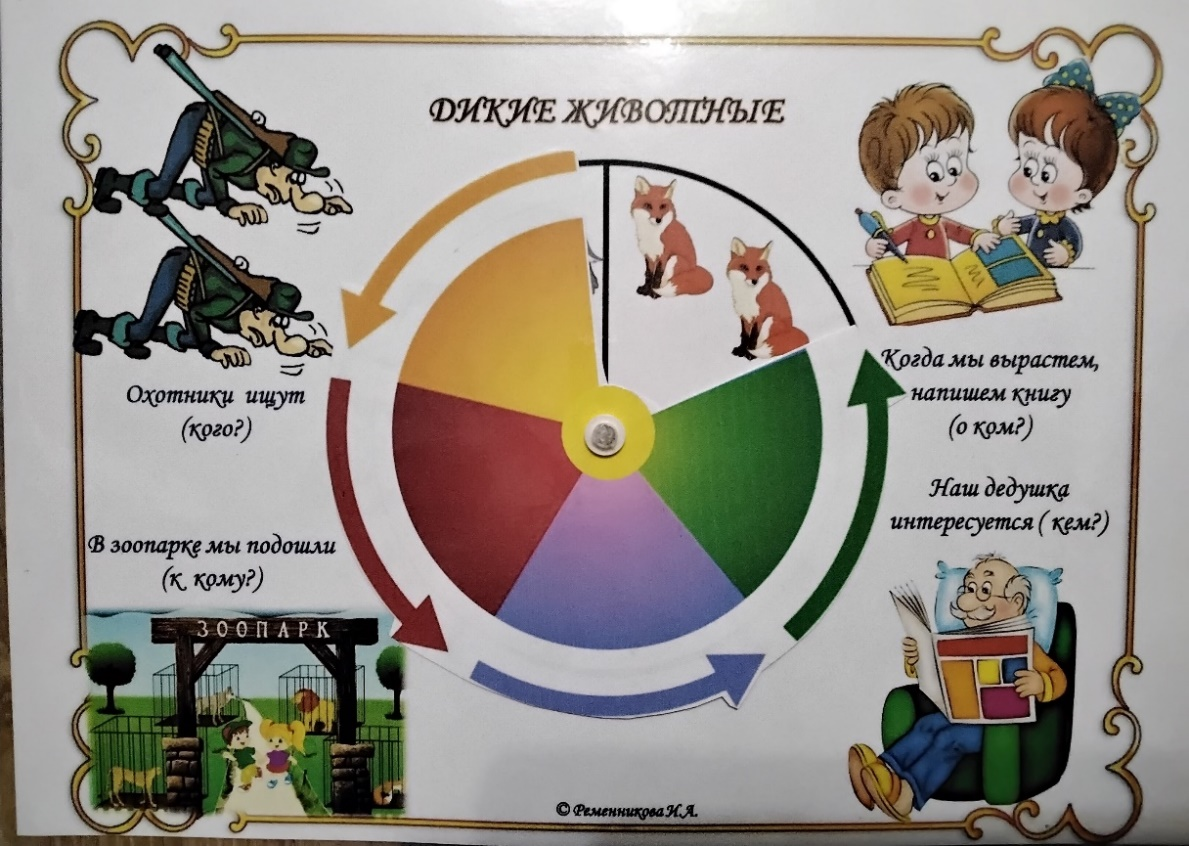 ДИКИЕ ЖИВОТНЫЕ
Охотники ищут
(кого?)
Когда мы вырастем,
напишем книгу
(о ком?)
Наш дедушка
интересуется ( кем?)
В зоопарке мы подошли
(к кому?)
ЗООПАРК
© Ременникова И.А.